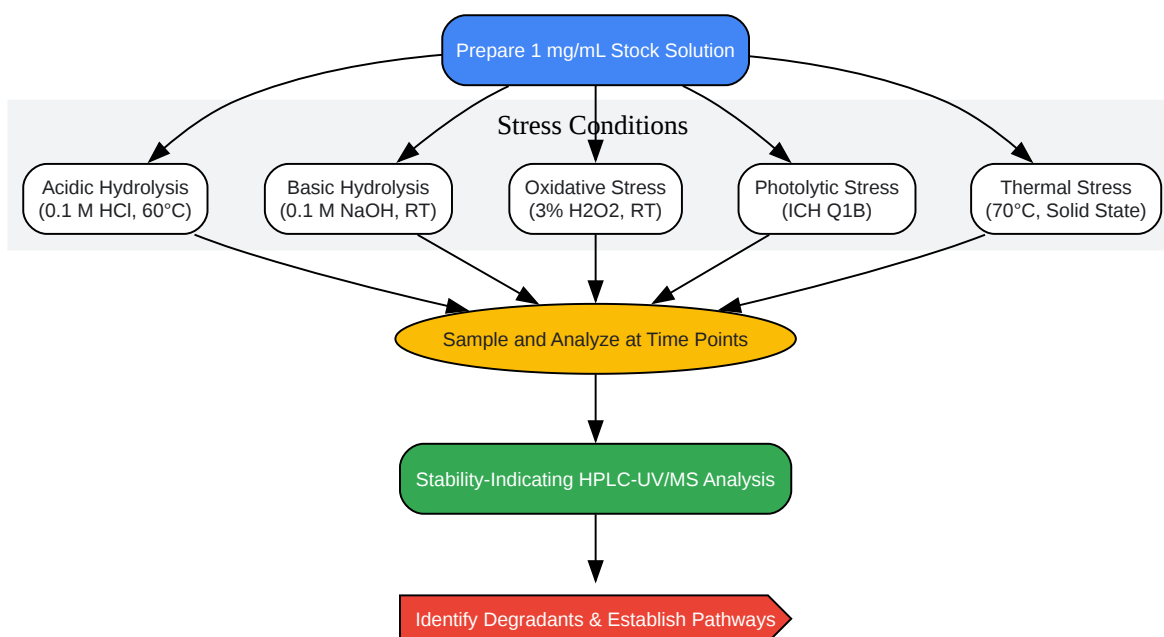 Prepare 1 mg/mL Stock Solution
Stress Conditions
Acidic Hydrolysis
(0.1 M HCl, 60°C)
Basic Hydrolysis
(0.1 M NaOH, RT)
Oxidative Stress
(3% H2O2, RT)
Photolytic Stress
(ICH Q1B)
Thermal Stress
(70°C, Solid State)
Sample and Analyze at Time Points
Stability-Indicating HPLC-UV/MS Analysis
Identify Degradants & Establish Pathways